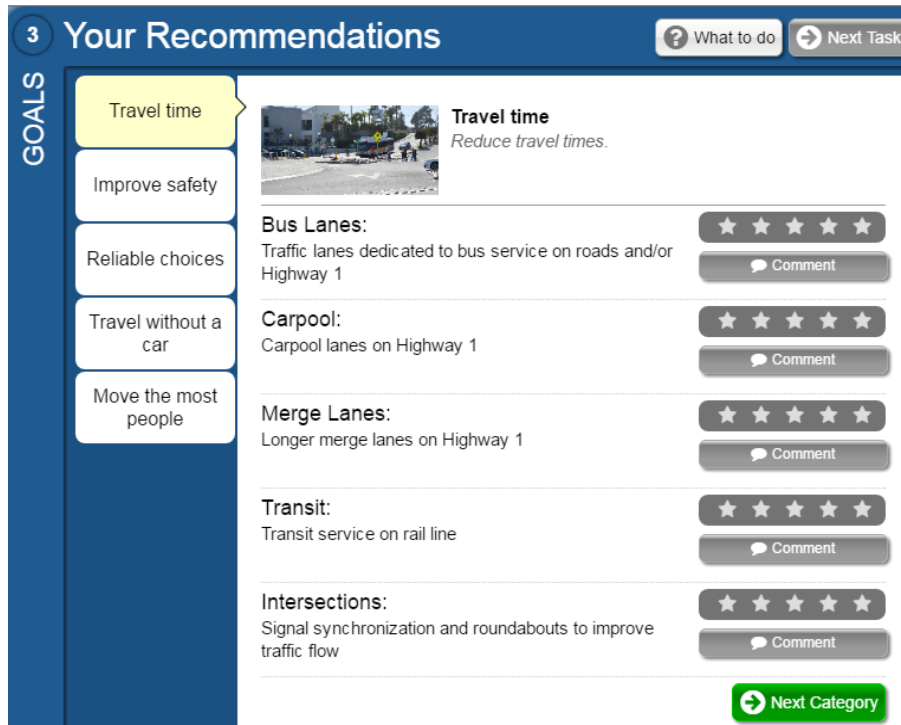 3
Your Recommendations
What to do
Next Task
GOALS
Travel time
Improve safety
Reliable choices
Travel without a
car
Move the most
people
Travel time
Reduce travel times.
Bus Lanes:
Traffic lanes dedicated to bus service on roads and/or
Highway 1
Comment
Carpool:
Carpool lanes on Highway 1
Comment
Merge Lanes:
Longer merge lanes on Highway 1
Comment
Transit:
Transit service on rail line
Comment
Intersections:
Signal synchronization and roundabouts to improve
traffic flow
Comment
Next Category